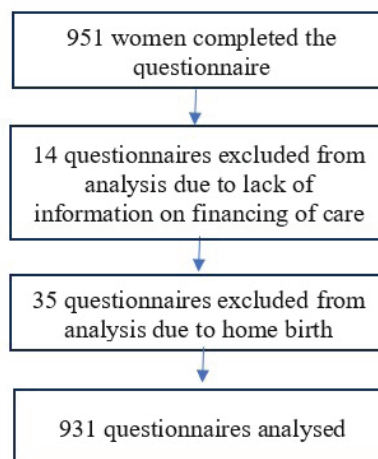 951 women completed the
questionnaire
14 questionnaires excluded from
analysis due to lack of
information on financing of care
35 questionnaires excluded from
analysis due to home birth
931 questionnaires analysed